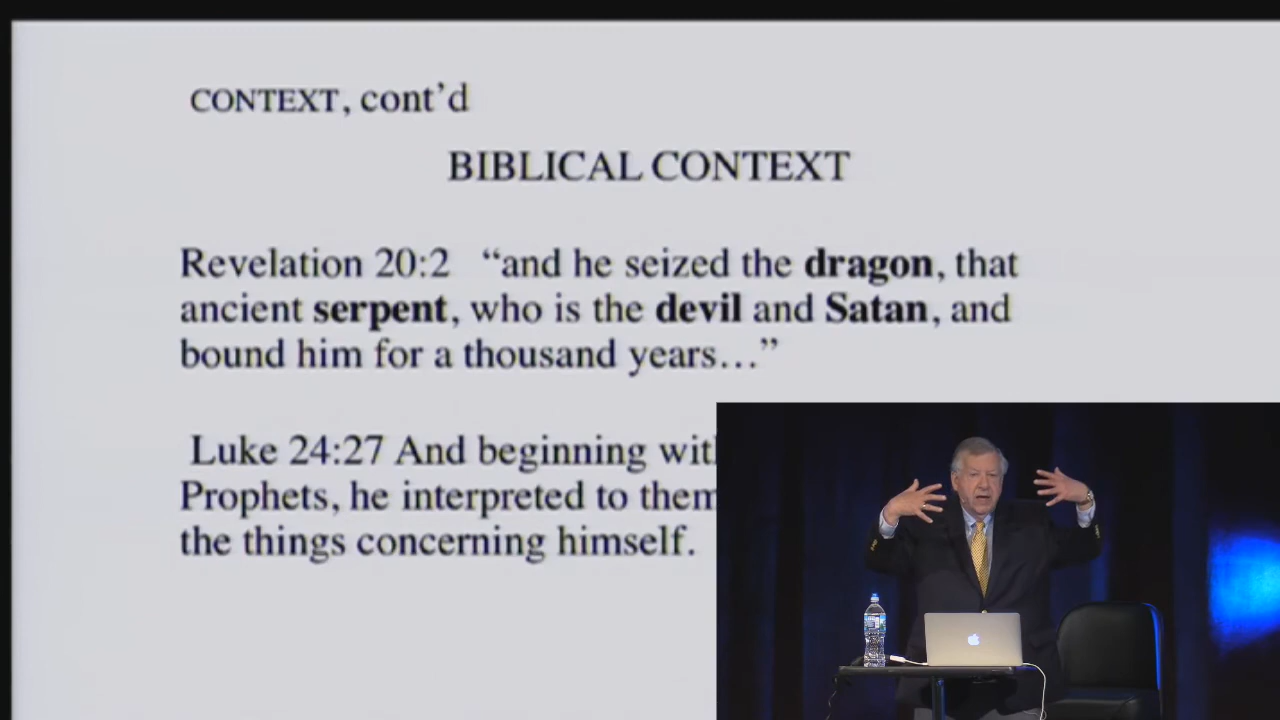 CONTEXT, cont’d
BIBLICAL CONTEXT
Revelation 20:2 “and he seized the dragon, that
ancient serpent, who is the devil and Satan, and
bound him for a thousand years…”
Luke 24:27 And beginning
Prophets, he interpreted to them
the things concerning himself.